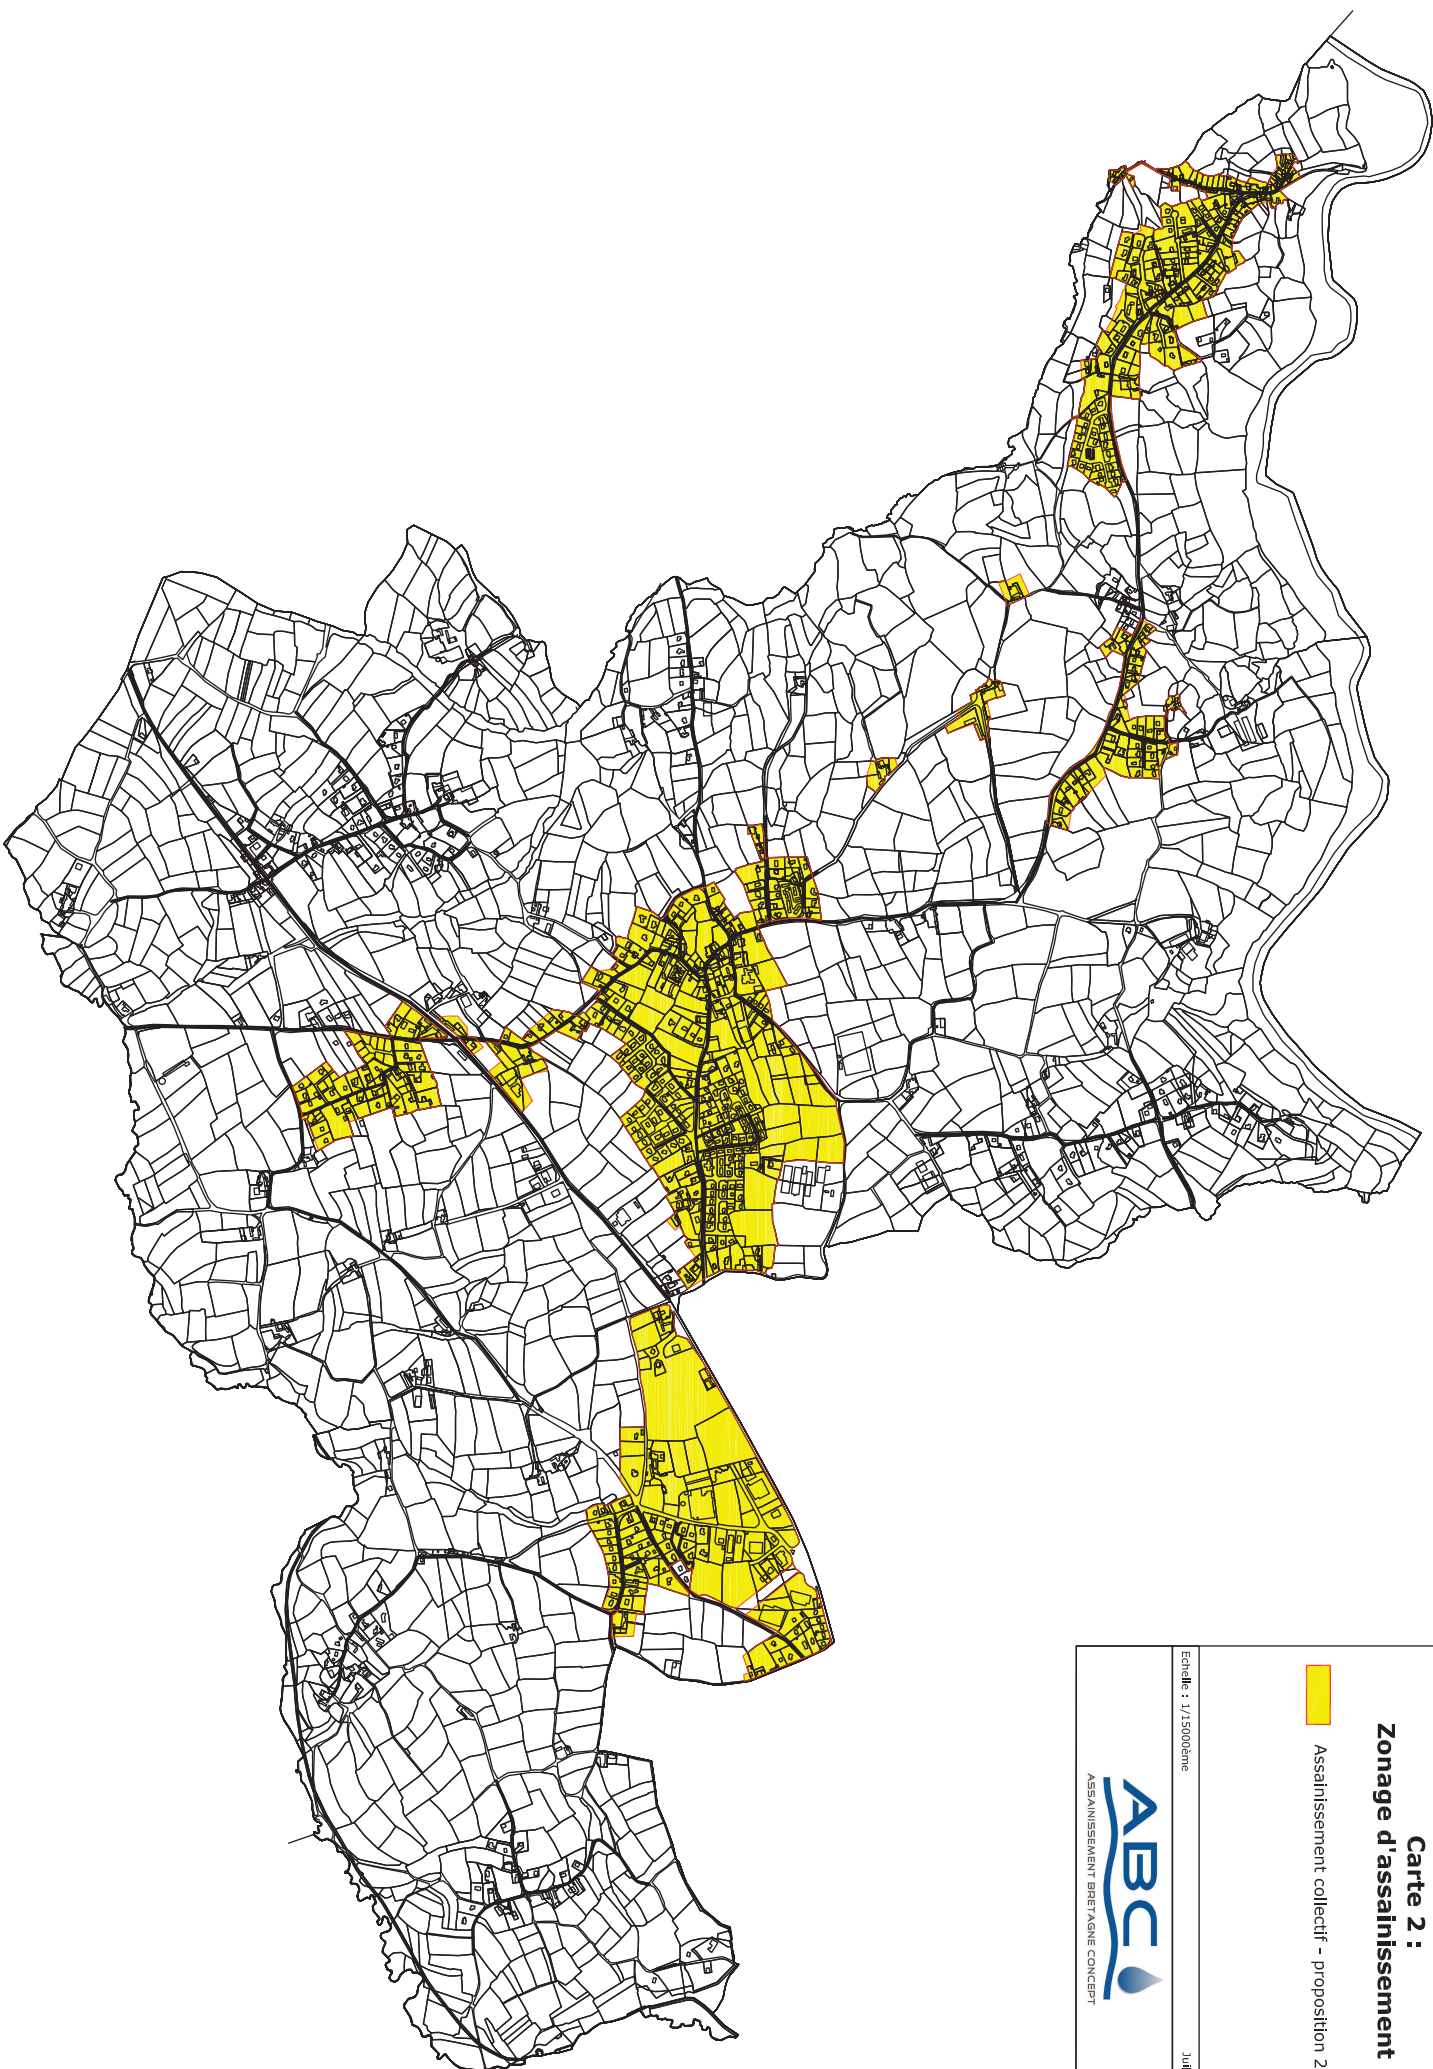 Carte 2 :
Zonage d'assainissement
Assainissement collectif - proposition 2
Echelle : 1/15000ème
ABC
ASSAINISSEMENT BRETAGNE CONCEPT